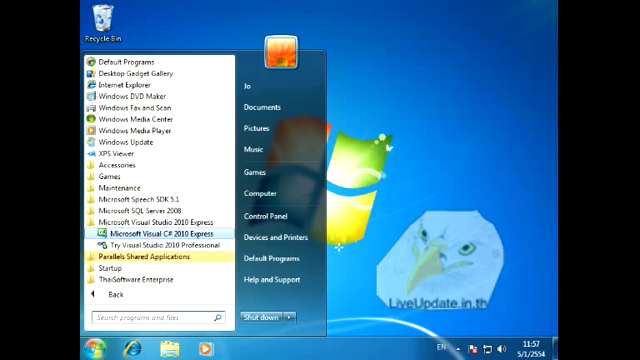 Recycle Bin
Default Programs
Desktop Gadget Gallery
Internet Explorer
Windows DVD Maker
Windows Fax and Scan
Windows Media Center
Windows Media Player
Windows Update
XPS Viewer
Accessories
Games
Maintenance
Microsoft Speech SDK 5.1
Microsoft SQL Server 2008
Microsoft Visual Studio 2010 Express
Microsoft Visual C# 2010 Express
Try Visual Studio 2010 Professional
Parallels Shared Applications
Startup
ThaiSoftware Enterprise
Back
Search programs and files
Jo
Documents
Pictures
Music
Games
Computer
Control Panel
Devices and Printers
Default Programs
Help and Support
Shut down
LiveUpdate.in.th
EN
11:57
5/1/2554